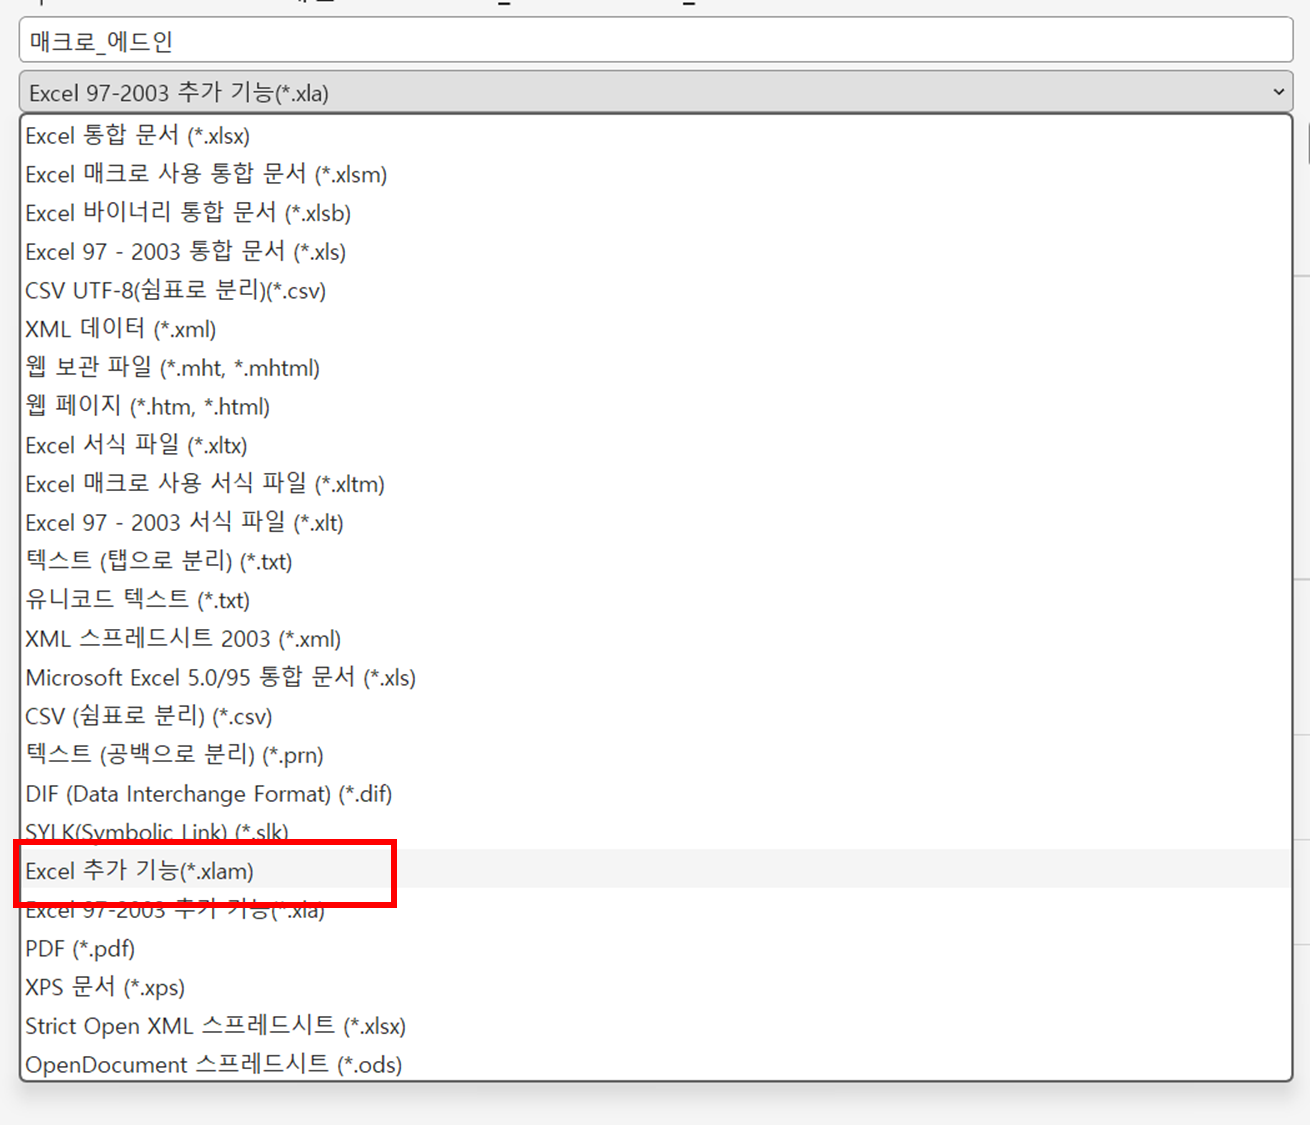 매크로_에드인
Excel 97-2003 추가 기능(*.xla)
Excel 통합 문서 (*.xlsx)
Excel 매크로 사용 통합 문서 (*.xlsm)
Excel 바이너리 통합 문서 (*.xlsb)
Excel 97 - 2003 통합 문서 (*.xls)
CSV UTF-8(쉼표로 분리)(*.csv)
XML 데이터 (*.xml)
웹 보관 파일 (*.mht, *.mhtml)
웹 페이지 (*.htm, *.html)
Excel 서식 파일 (*.xltx)
Excel 매크로 사용 서식 파일 (*.xltm)
Excel 97 - 2003 서식 파일 (*.xlt)
텍스트 (탭으로 분리) (*.txt)
유니코드 텍스트 (*.txt)
XML 스프레드시트 2003 (*.xml)
Microsoft Excel 5.0/95 통합 문서 (*.xls)
CSV (쉼표로 분리) (*.csv)
텍스트 (공백으로 분리) (*.prn)
DIF (Data Interchange Format) (*.dif)
SYLK(Symbolic Link) (*.slk)
Excel 추가 기능(*.xlam)
Excel 97-2003 추가 기능(*.xla)
PDF (*.pdf)
XPS 문서 (*.xps)
Strict Open XML 스프레드시트 (*.xlsx)
OpenDocument 스프레드시트 (*.ods)